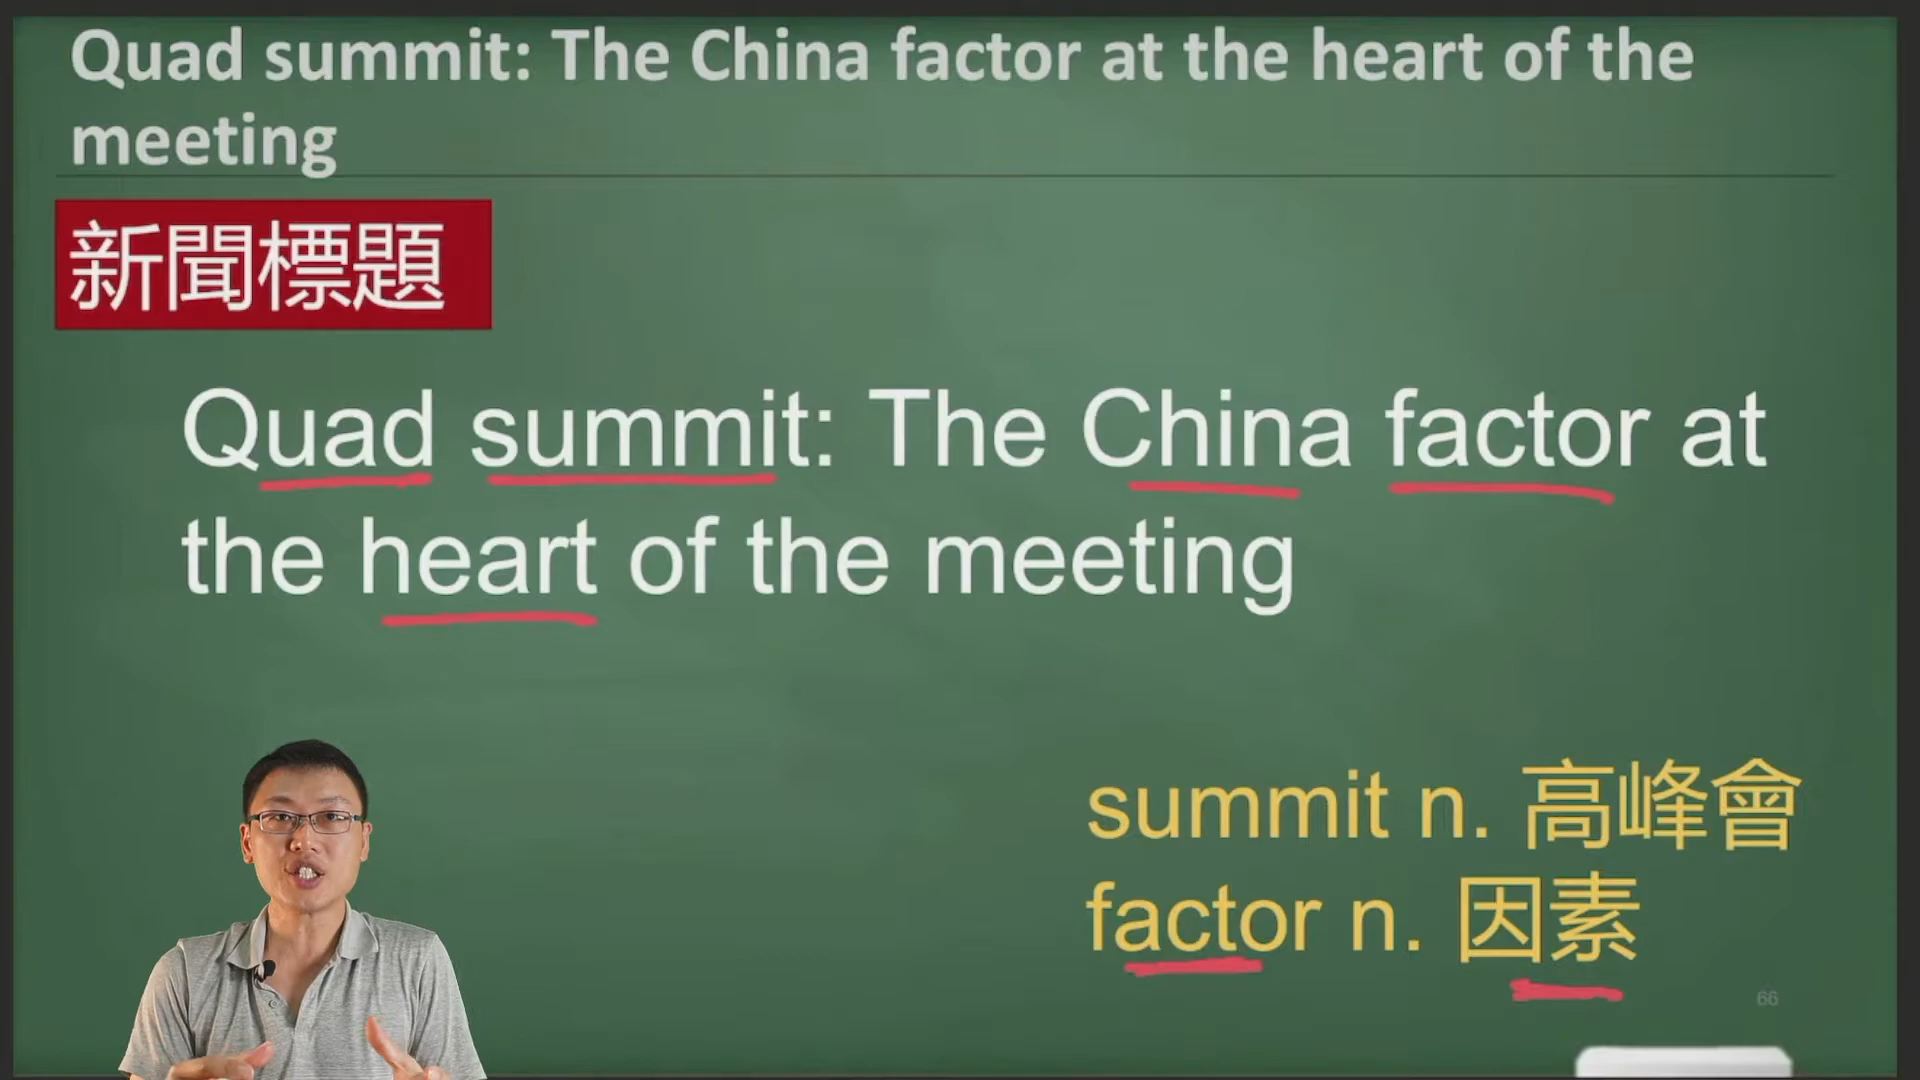 Quad summit: The China factor at the heart of the
meeting
新聞標題
Quad summit: The China factor at
the heart of the meeting
summit n. 高峰會
factor n. 因素
66